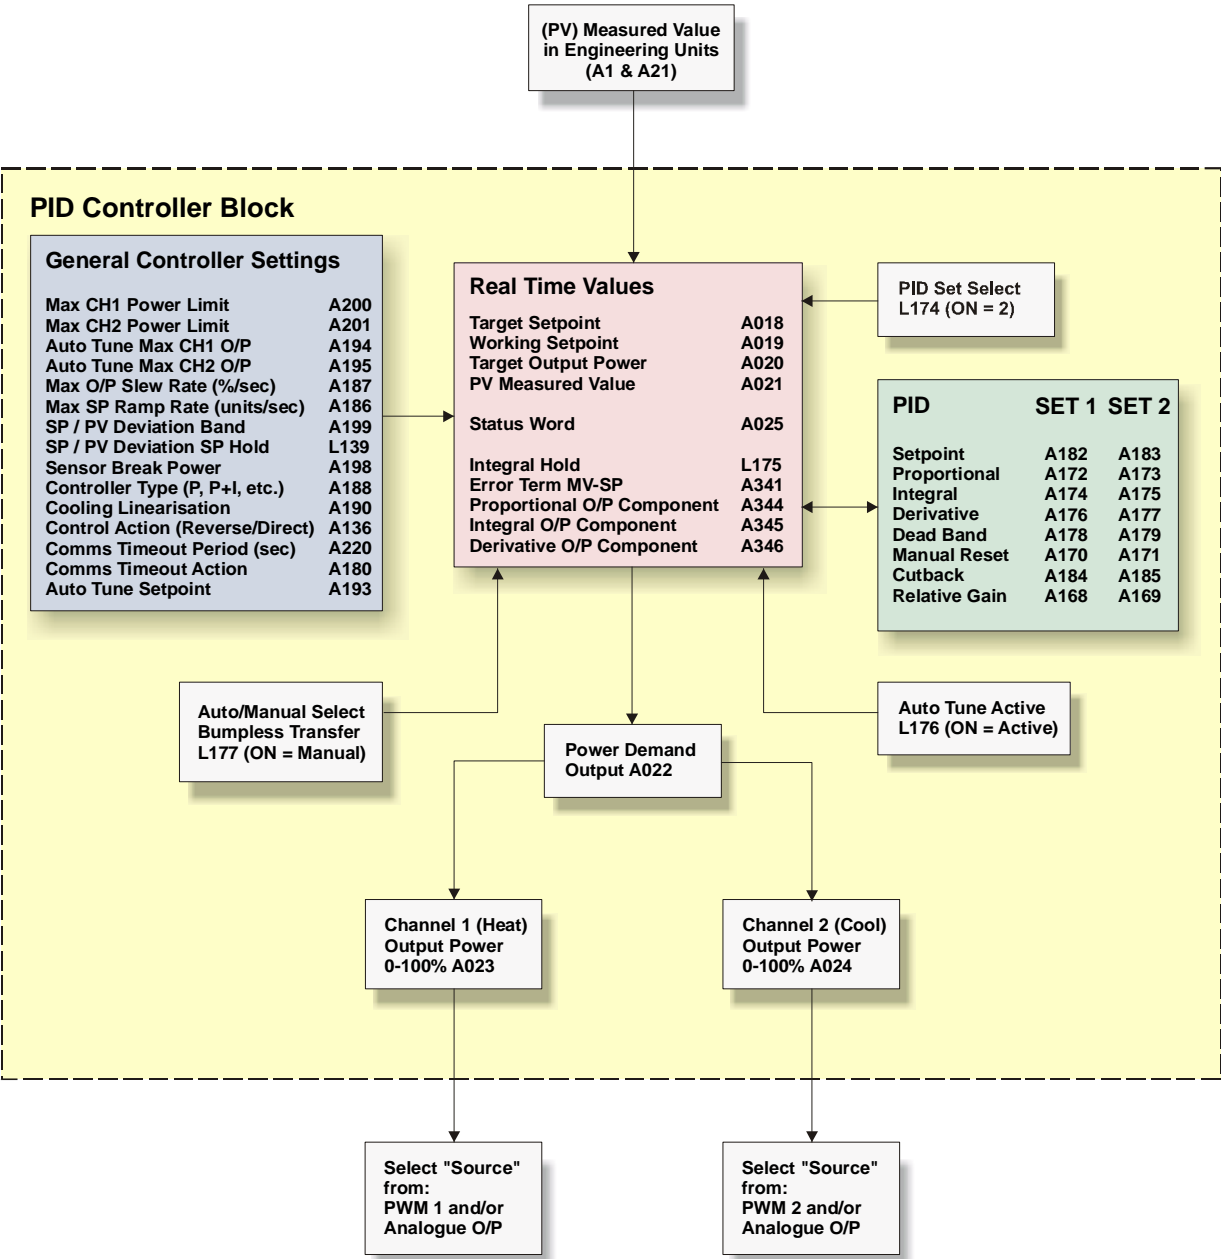 (PV) Measured Value
in Engineering Units
(A1 & A21)
PID Controller Block
General Controller Settings
Max CH1 Power Limit A200
Max CH2 Power Limit A201
Auto Tune Max CH1 O/P A194
Auto Tune Max CH2 O/P A195
Max O/P Slew Rate (%/sec) A187
Max SP Ramp Rate (units/sec) A186
SP / PV Deviation Band A199
SP / PV Deviation SP Hold L139
Sensor Break Power A198
Controller Type (P, P+I, etc.) A188
Cooling Linearisation A190
Control Action (Reverse/Direct) A136
Comms Timeout Period (sec) A220
Comms Timeout Action A180
Auto Tune Setpoint A193
Real Time Values
Target Setpoint A018
Working Setpoint A019
Target Output Power A020
PV Measured Value A021
Status Word A025
Integral Hold L175
Error Term MV-SP A341
Proportional O/P Component A344
Integral O/P Component A345
Derivative O/P Component A346
PID Set Select
L174 (ON = 2)
PID SET 1 SET 2
Setpoint A182 A183
Proportional A172 A173
Integral A174 A175
Derivative A176 A177
Dead Band A178 A179
Manual Reset A170 A171
Cutback A184 A185
Relative Gain A168 A169
Auto/Manual Select
Bumpless Transfer
L177 (ON = Manual)
Power Demand
Output A022
Auto Tune Active
L176 (ON = Active)
Channel 1 (Heat)
Output Power
0-100% A023
Channel 2 (Cool)
Output Power
0-100% A024
Select "Source"
from:
PWM 1 and/or
Analogue O/P
Select "Source"
from:
PWM 2 and/or
Analogue O/P